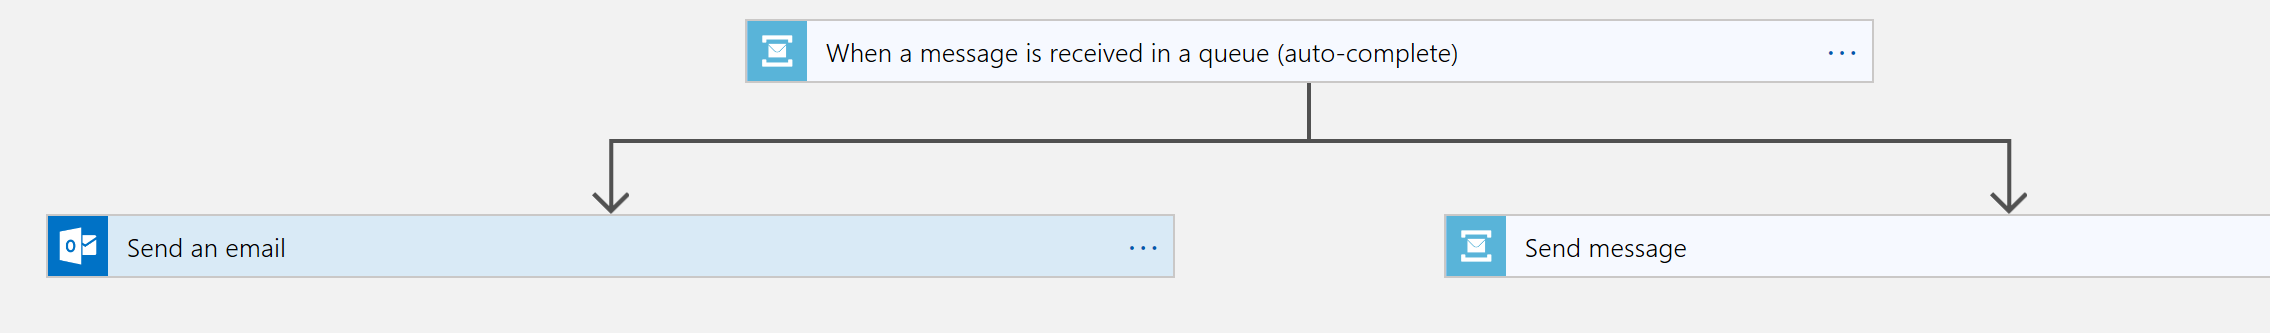 When a message is received in a queue (auto-complete)
Send an email
Send message